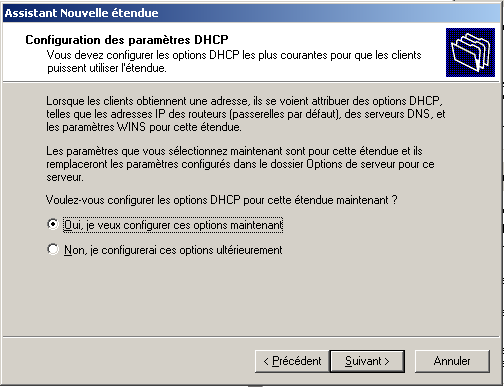 Assistant Nouvelle étendue
Configuration des paramètres DHCP
Vous devez configurer les options DHCP les plus courantes pour que les clients
puissent utiliser l'étendue.
Lorsque les clients obtiennent une adresse, ils se voient attribuer des options DHCP,
telles que les adresses IP des routeurs (passerelles par défaut), des serveurs DNS, et
les paramètres WINS pour cette étendue.
Les paramètres que vous sélectionnez maintenant sont pour cette étendue et ils
remplaceront les paramètres configurés dans le dossier Options de serveur pour ce
serveur.
Voulez-vous configurer les options DHCP pour cette étendue maintenant ?
Oui, je veux configurer ces options maintenant
Non, je configurerai ces options ultérieurement
< Précédent Suivant > Annuler